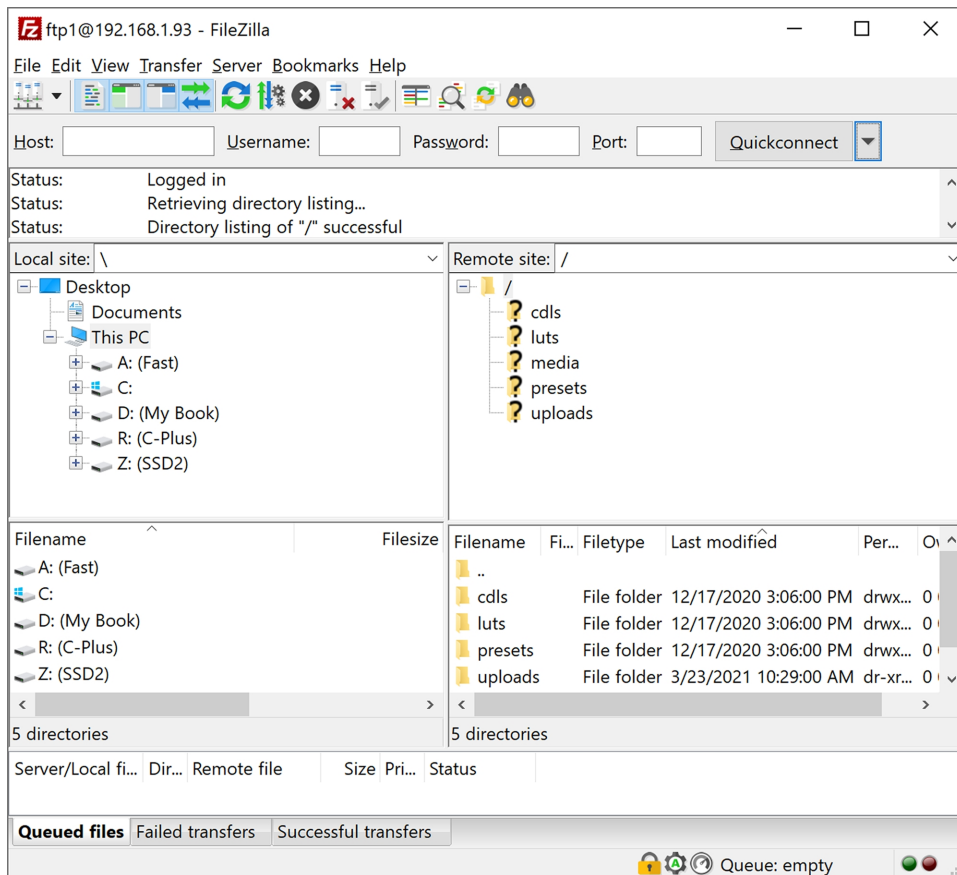 ftp1@192.168.1.93 - FileZilla
File Edit View Transfer Server Bookmarks Help
Host: Username: Password: Port: Quickconnect
Status: Logged in
Status: Retrieving directory listing...
Status: Directory listing of "/" successful
Local site: \
Desktop
Documents
This PC
A: (Fast)
C:
D: (My Book)
R: (C-Plus)
Z: (SSD2)
Remote site: /
/
? cdls
? luts
? media
? presets
? uploads
Filename Filesize
A: (Fast)
C:
D: (My Book)
R: (C-Plus)
Z: (SSD2)
5 directories
Filename Fi... Filetype Last modified Per...
..
cdls File folder 12/17/2020 3:06:00 PM drwx... 0
luts File folder 12/17/2020 3:06:00 PM drwx... 0
presets File folder 12/17/2020 3:06:00 PM drwx... 0
uploads File folder 3/23/2021 10:29:00 AM dr-xr... 0
5 directories
Server/Local fi... Dir... Remote file Size Pri... Status
Queued files Failed transfers Successful transfers
Queue: empty